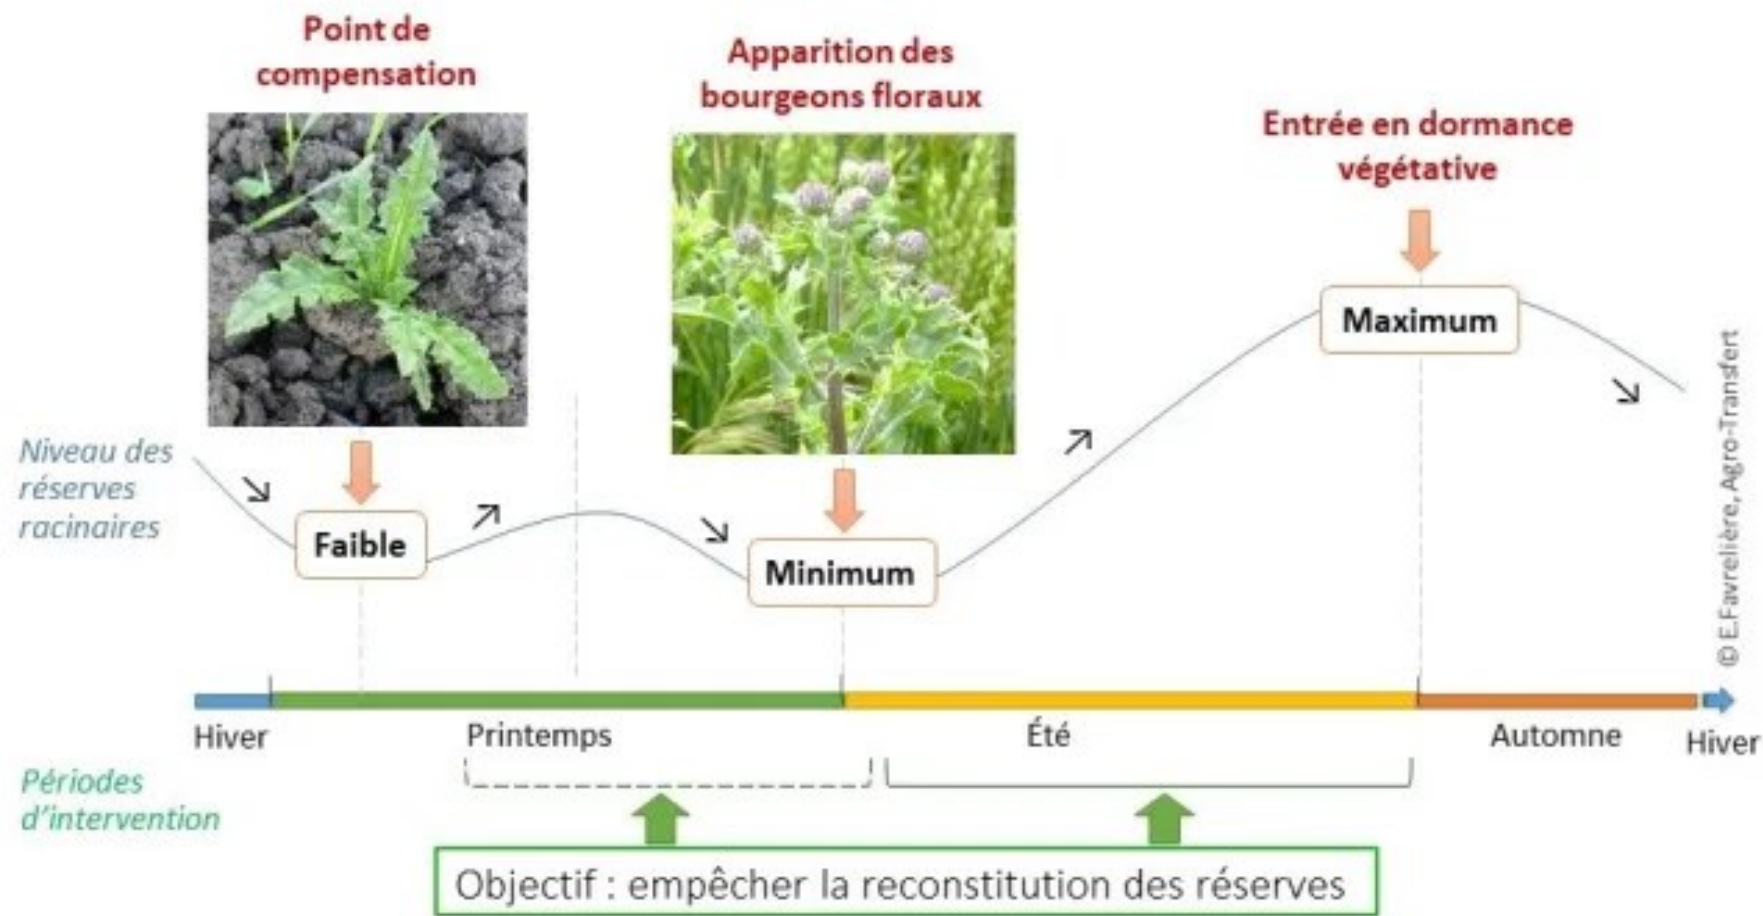 Point de
compensation
Apparition des
bourgeons floraux
Entrée en dormance
végétative
Maximum
Niveau des
réserves
racinaires
Faible
Minimum
© E.Favrelière, Agro-Transfert
Hiver
Printemps
Été
Automne
Hiver
Périodes
d'intervention
Objectif : empêcher la reconstitution des réserves